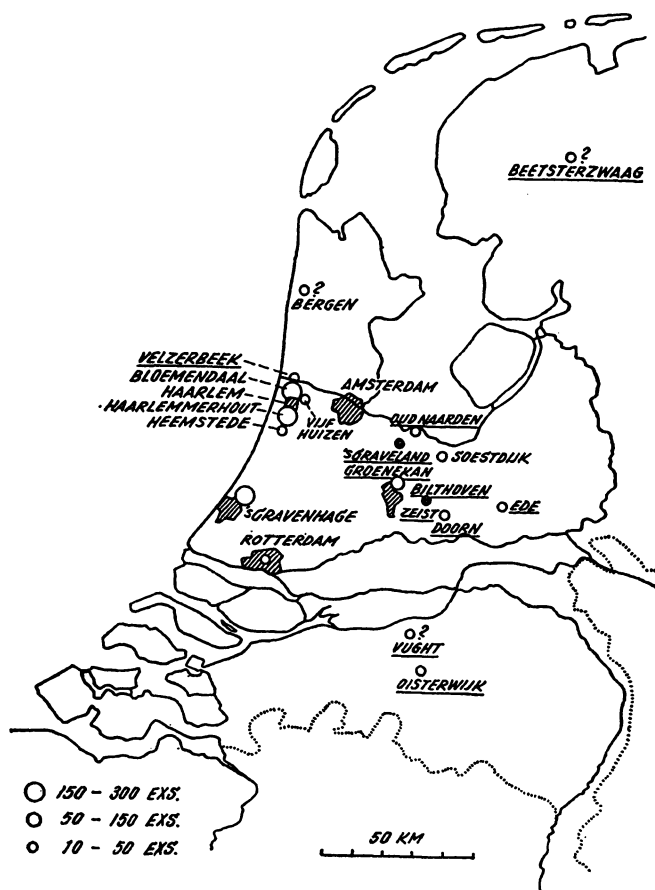 ?
BEETSTERZWAAG
?
BERGEN
VELZERBEEK
BLOEMENDAAL
HAARLEM
HAARLEMMERHOUT
HEEMSTEDE
VIJF
HUIZEN
AMSTERDAM
OUD NAARDEN
'SGRAVELAND
SOESTDIJK
GROENEKAN
BILTHOVEN
ZEIST
DOORN
EDE
'SGRAVENHAGE
ROTTERDAM
?
VUGHT
OISTERWIJK
150 - 300 EXS.
50 - 150 EXS.
10 - 50 EXS.
50 KM